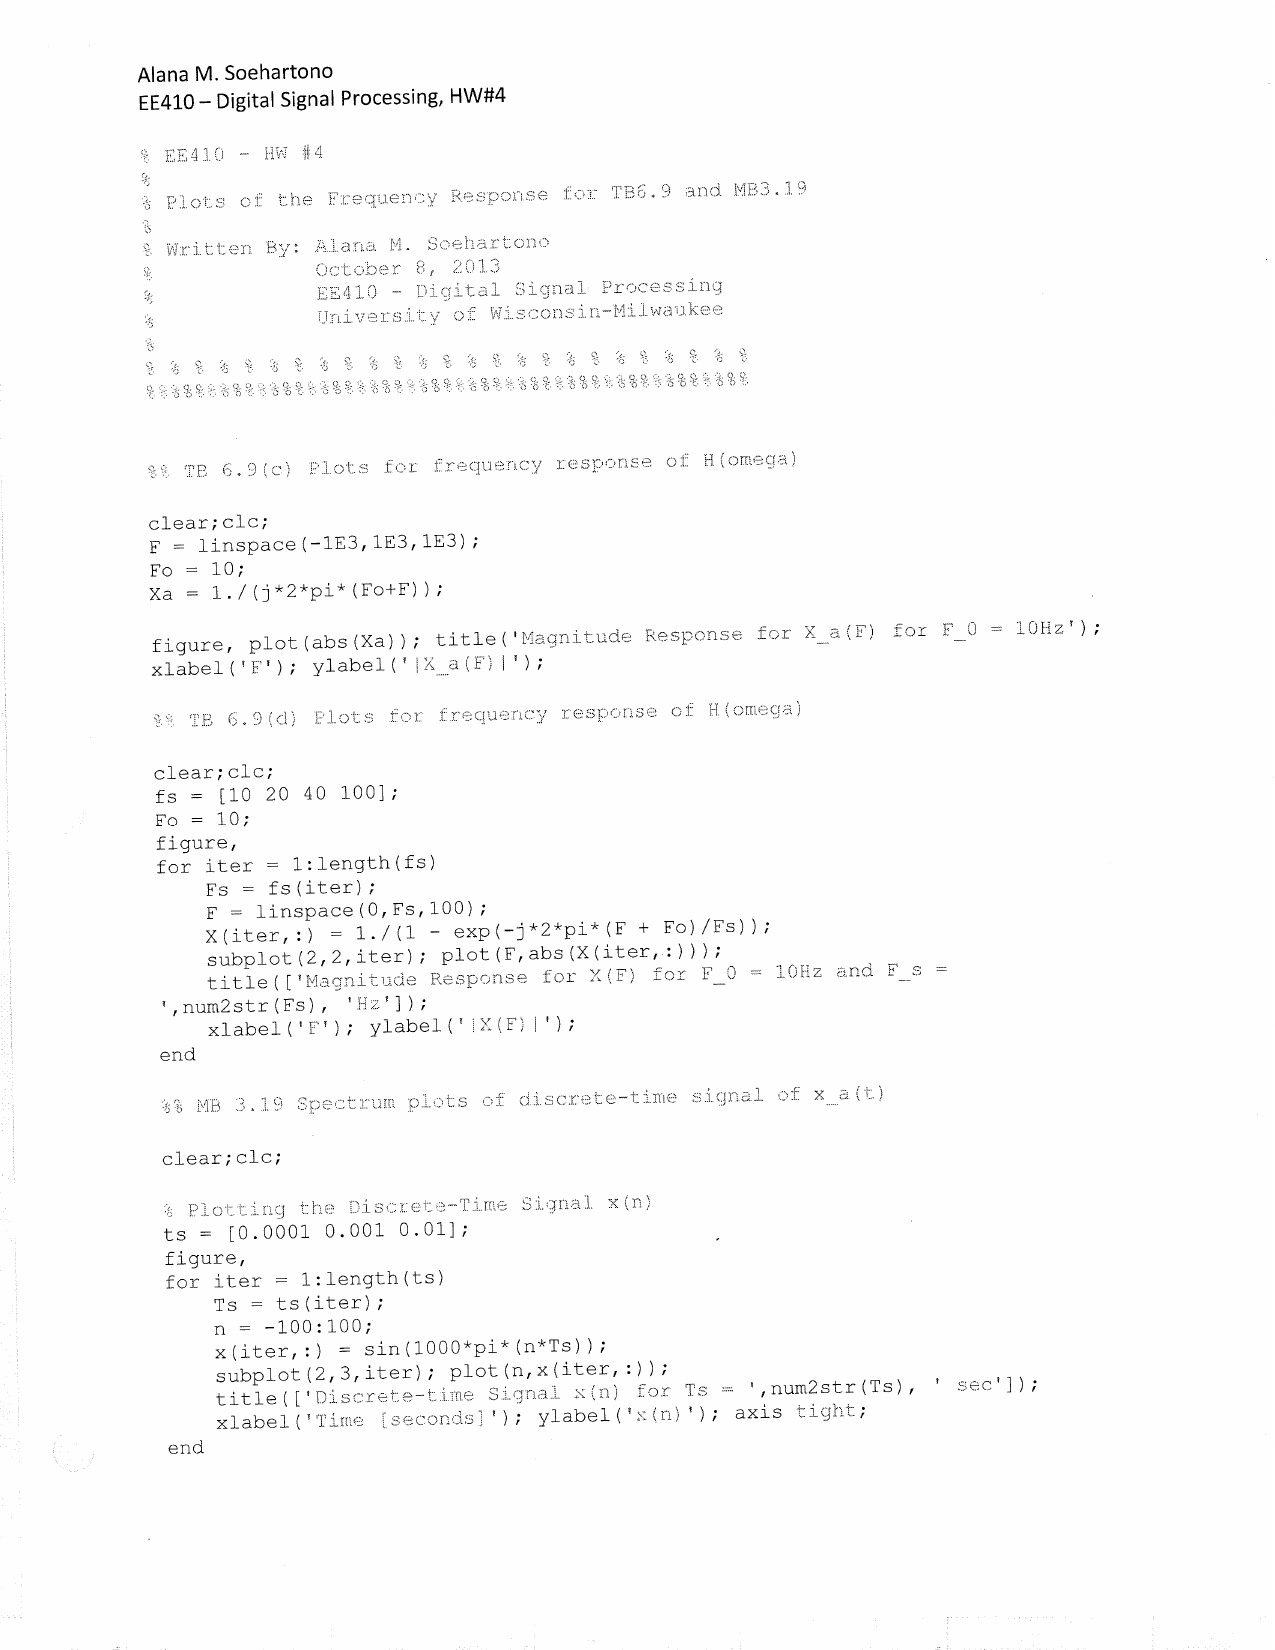 Alana M. Soehartono
EE410 – Digital Signal Processing, HW#4
% EE410 - HW #4
%
% Plots of the Frequency Response for TB6.9 and MB3.19
%
% Written By: Alana M. Soehartono
%             October 8, 2013
%             EE410 - Digital Signal Processing
%             University of Wisconsin-Milwaukee
%
% % % % % % % % % % % % % % % % % % % % % % % % %
%%%%%%%%%%%%%%%%%%%%%%%%%%%%%%%%%%%%%%%%%%%%%%%%%
%% TB 6.9(c) Plots for frequency response of H(omega)
clear;clc;
F = linspace(-1E3,1E3,1E3);
Fo = 10;
Xa = 1./(j*2*pi*(Fo+F));
figure, plot(abs(Xa)); title('Magnitude Response for X_a(F) for F_0 = 10Hz');
xlabel('F'); ylabel('|X_a(F)|');
%% TB 6.9(d) Plots for frequency response of H(omega)
clear;clc;
fs = [10 20 40 100];
Fo = 10;
figure,
for iter = 1:length(fs)
    Fs = fs(iter);
    F = linspace(0,Fs,100);
    X(iter,:) = 1./(1 - exp(-j*2*pi*(F + Fo)/Fs));
    subplot(2,2,iter); plot(F,abs(X(iter,:)));
    title(['Magnitude Response for X(F) for F_0 = 10Hz and F_s =
',num2str(Fs), 'Hz']);
    xlabel('F'); ylabel('|X(F)|');
end
%% MB 3.19 Spectrum plots of discrete-time signal of x_a(t)
clear;clc;
% Plotting the Discrete-Time Signal x(n)
ts = [0.0001 0.001 0.01];
figure,
for iter = 1:length(ts)
    Ts = ts(iter);
    n = -100:100;
    x(iter,:) = sin(1000*pi*(n*Ts));
    subplot(2,3,iter); plot(n,x(iter,:));
    title(['Discrete-time Signal x(n) for Ts = ',num2str(Ts), ' sec']);
    xlabel('Time [seconds]'); ylabel('x(n)'); axis tight;
end